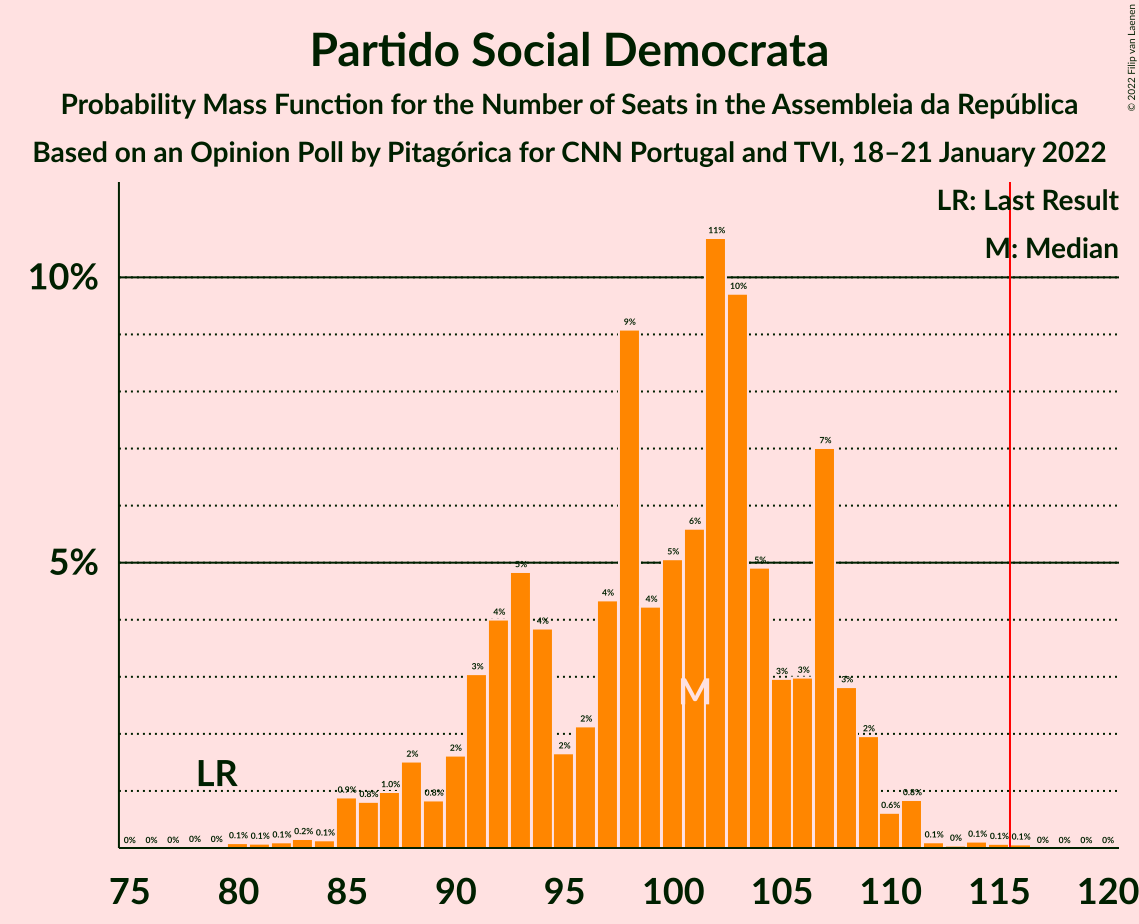 Partido Social Democrata
Probability Mass Function for the Number of Seats in the Assembleia da República
Based on an Opinion Poll by Pitagórica for CNN Portugal and TVI, 18–21 January 2022
© 2022 Filip van Laenen
LR: Last Result
M: Median
10%
5%
LR
M
0% 0% 0% 0% 0% 0.1% 0.1% 0.1% 0.2% 0.1% 0.9% 0.8% 1.0% 2% 0.8% 2% 3% 4% 5% 4% 2% 2% 4% 9% 4% 5% 6% 11% 10% 5% 3% 3% 7% 3% 2% 0.6% 0.8% 0.1% 0% 0.1% 0.1% 0.1% 0% 0% 0% 0%
75 80 85 90 95 100 105 110 115 120